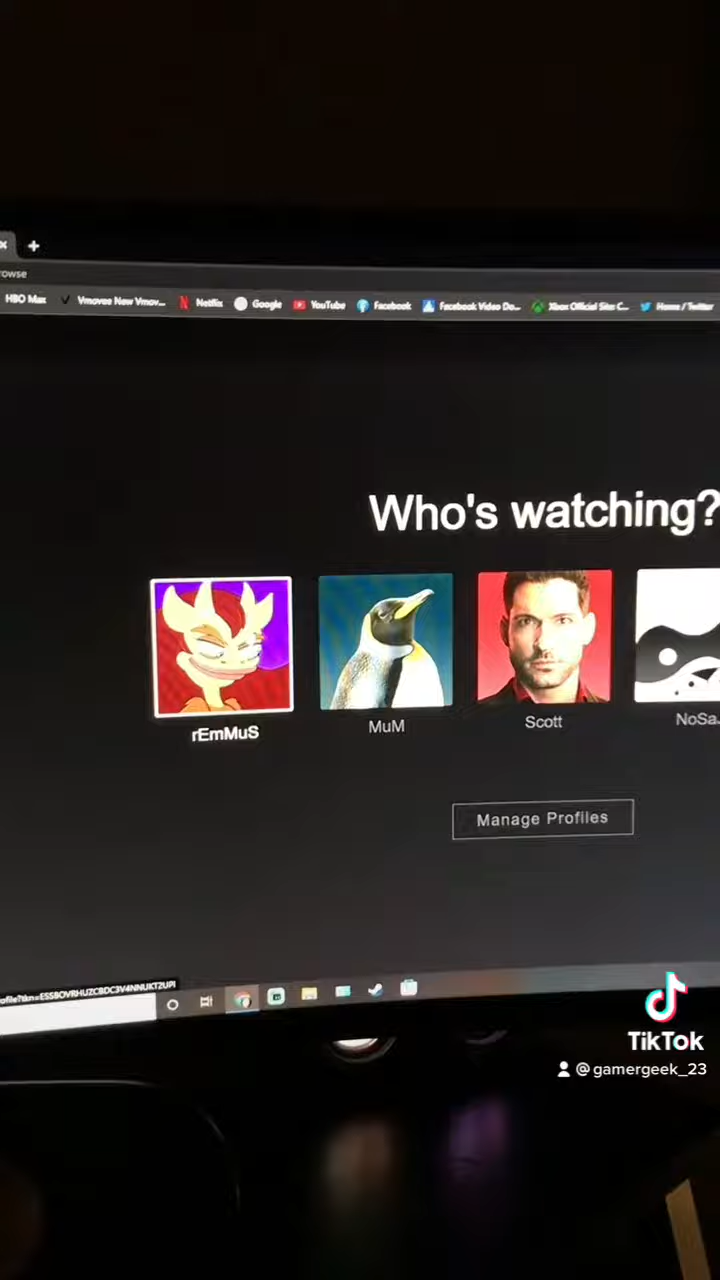 rowse
HBO Max
Vmovee New Vmov...
Netflix
Google
YouTube
Facebook
Facebook Video Do...
Xbox Official Site: C...
Home / Twitter
Who's watching?
rEmMuS
MuM
Scott
NoSa
Manage Profiles
TikTok
@gamergeek_23